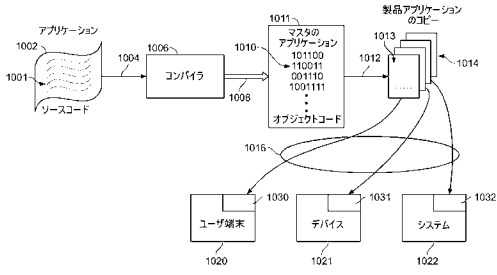 アプリケーション
1002
1001
ソースコード
1004
1006
コンパイラ
1008
1011
マスタの
アプリケーション
1010
101100
110011
001110
1001111
オブジェクトコード
1012
製品アプリケーション
のコピー
1013
1014
1016
1030
ユーザ端末
1020
1031
デバイス
1021
1032
システム
1022